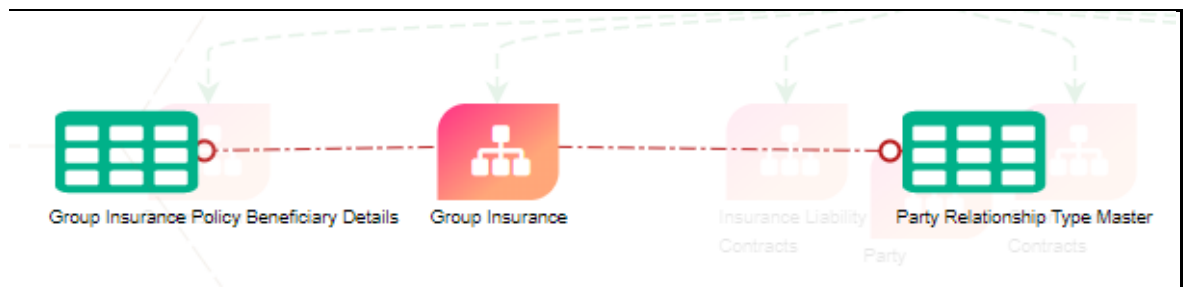 Group Insurance Policy Beneficiary Details
Group Insurance
Insurance Liability
Contracts
Party
Party Relationship Type Master
Contracts